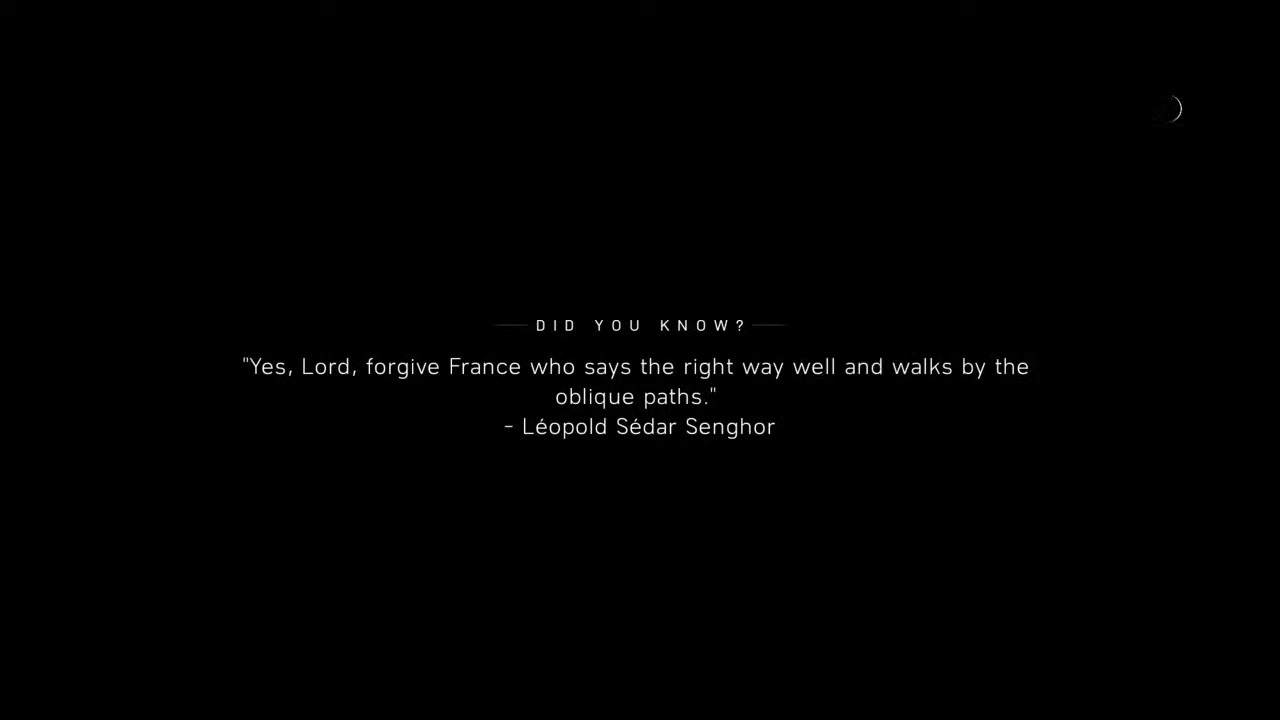 DID YOU KNOW?
"Yes, Lord, forgive France who says the right way well and walks by the
oblique paths."
- Léopold Sédar Senghor